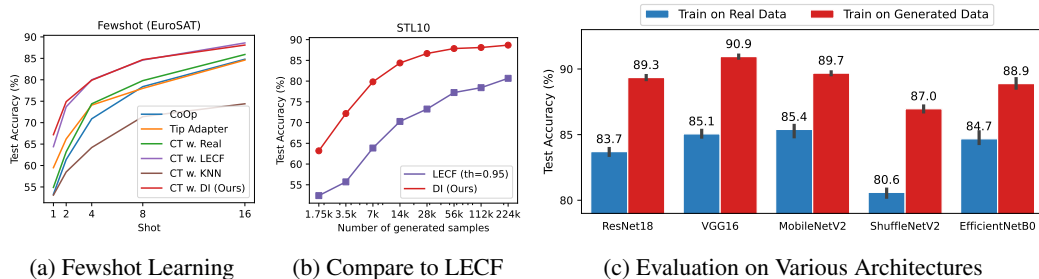 Fewshot (EuroSAT)
Test Accuracy (%)
90
85
80
75
70
65
60
55
CoOp
Tip Adapter
CT w. Real
CT w. LECF
CT w. KNN
CT w. DI (Ours)
1 2 4 8 16
Shot
(a) Fewshot Learning
STL10
Test Accuracy (%)
90
85
80
75
70
65
60
55
LECF (th=0.95)
DI (Ours)
1.75k 3.5k 7k 14k 28k 56k 112k 224k
Number of generated samples
(b) Compare to LECF
Train on Real Data Train on Generated Data
Test Accuracy (%)
90
85
80
83.7 89.3 85.1 90.9 85.4 89.7 80.6 87.0 84.7 88.9
ResNet18 VGG16 MobileNetV2 ShuffleNetV2 EfficientNetB0
(c) Evaluation on Various Architectures